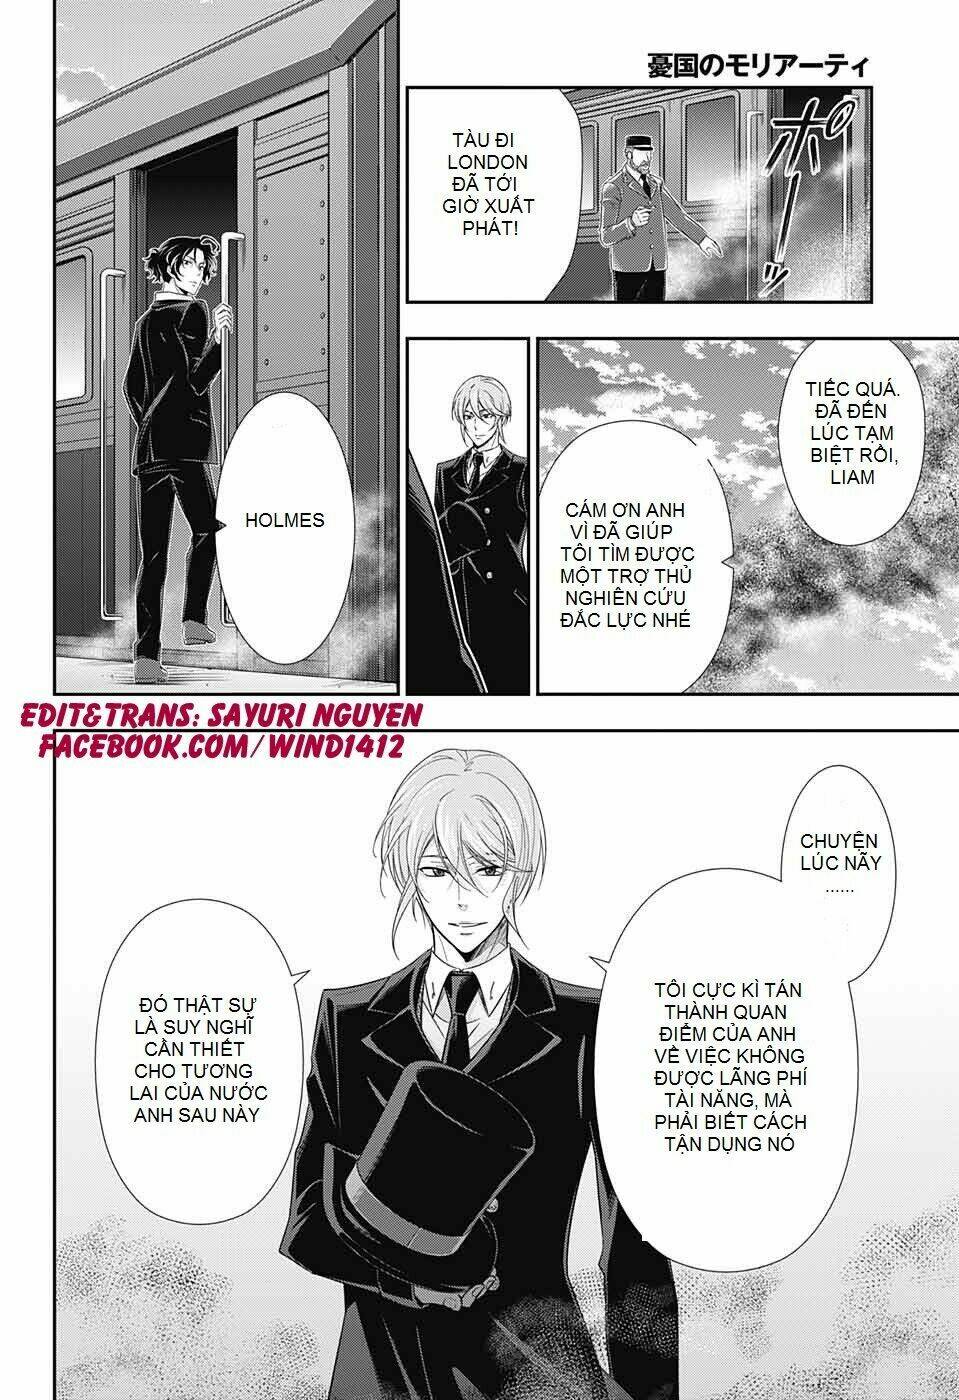 憂国のモリアーティ
ポーッ
TÀU ĐI
LONDON
ĐÃ TỚI
GIỜ XUẤT
PHÁT!
TIẾC QUÁ.
ĐÃ ĐẾN
LÚC TẠM
BIỆT RỒI,
LIAM
CÁM ƠN ANH
VÌ ĐÃ GIÚP
TÔI TÌM ĐƯỢC
MỘT TRỢ THỦ
NGHIÊN CỨU
ĐẮC LỰC NHÉ
HOLMES
EDIT&TRANS: SAYURI NGUYEN
FACEBOOK.COM/WIND1412
CHUYỆN
LÚC NÃY
......
TÔI CỰC KÌ TÁN
THÀNH QUAN
ĐIỂM CỦA ANH
VỀ VIỆC KHÔNG
ĐƯỢC LÃNG PHÍ
TÀI NĂNG, MÀ
PHẢI BIẾT CÁCH
TẬN DỤNG NÓ
ĐÓ THẬT SỰ
LÀ SUY NGHĨ
CẦN THIẾT
CHO TƯƠNG
LAI CỦA NƯỚC
ANH SAU NÀY